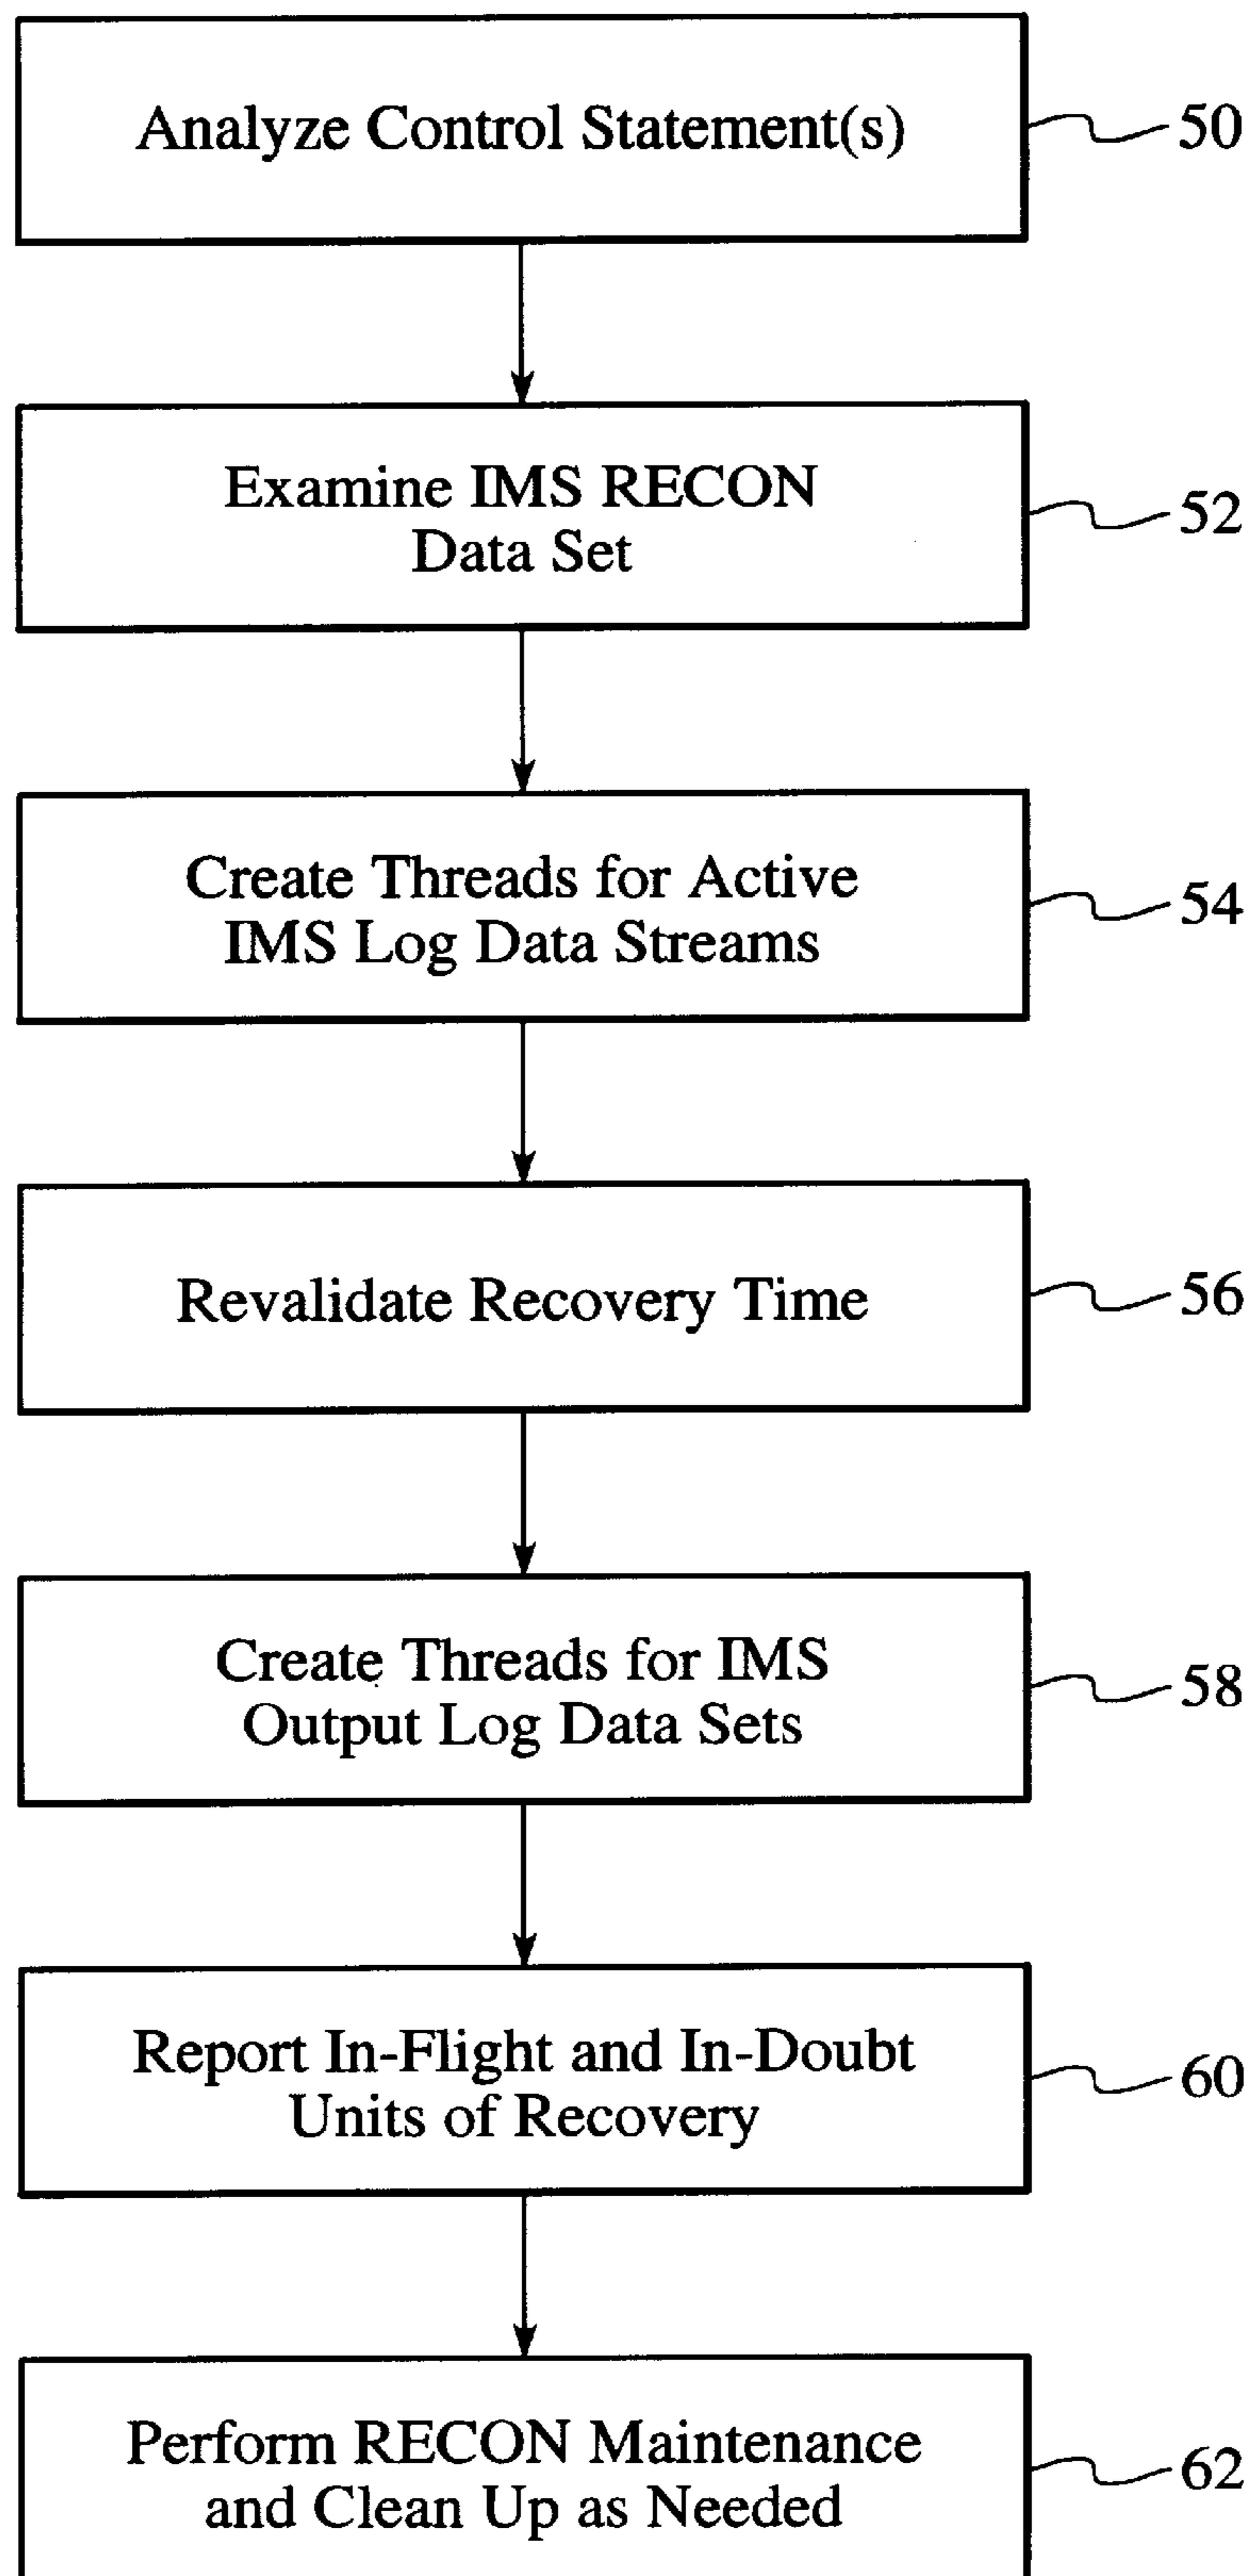 Analyze Control Statement(s)
50
Examine IMS RECON
Data Set
52
Create Threads for Active
IMS Log Data Streams
54
Revalidate Recovery Time
56
Create Threads for IMS
Output Log Data Sets
58
Report In-Flight and In-Doubt
Units of Recovery
60
Perform RECON Maintenance
and Clean Up as Needed
62